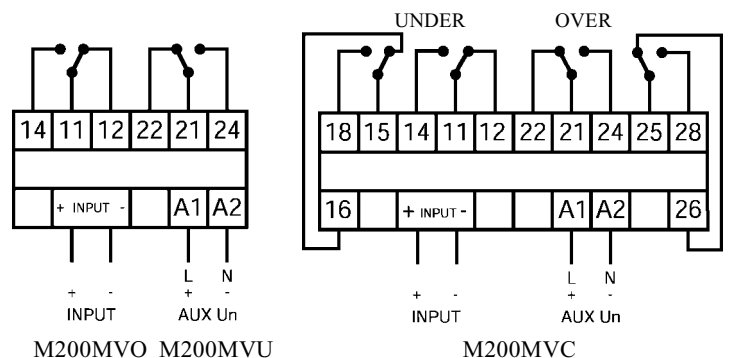 UNDER OVER
14 11 12 22 21 24
18 15 14 11 12 22 21 24 25 28
+ INPUT - A1 A2
16 + INPUT - A1 A2 26
L N
+ - + -
INPUT AUX Un
L N
+ - + -
INPUT AUX Un
M200MVO M200MVU
M200MVC